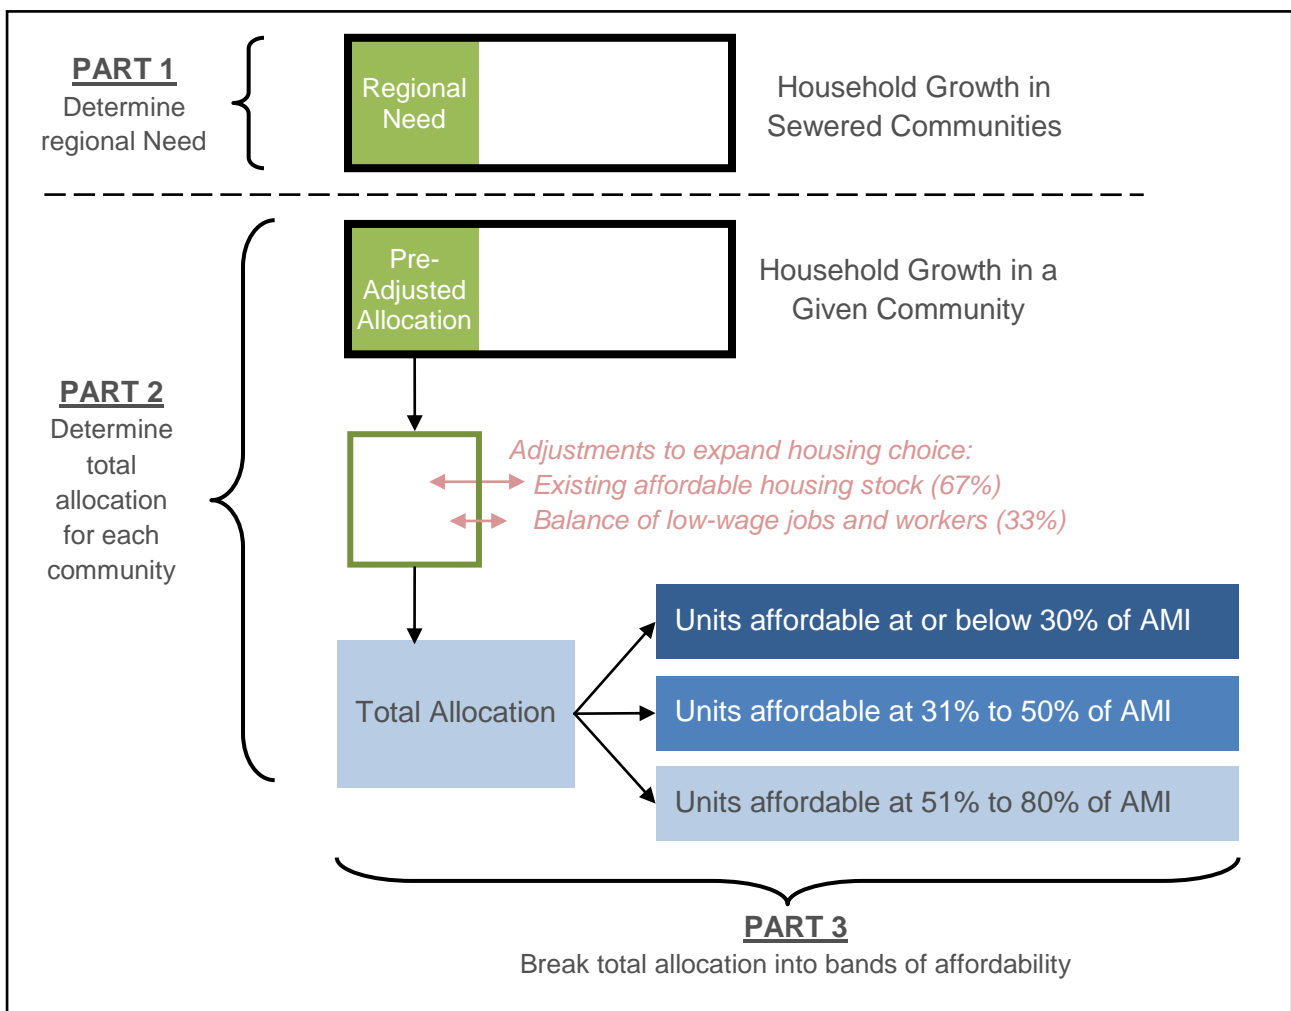 PART 1
Determine
regional Need
Regional
Need
Household Growth in
Sewered Communities
Pre-
Adjusted
Allocation
Household Growth in a
Given Community
PART 2
Determine
total
allocation
for each
community
Adjustments to expand housing choice:
Existing affordable housing stock (67%)
Balance of low-wage jobs and workers (33%)
Total Allocation
Units affordable at or below 30% of AMI
Units affordable at 31% to 50% of AMI
Units affordable at 51% to 80% of AMI
PART 3
Break total allocation into bands of affordability